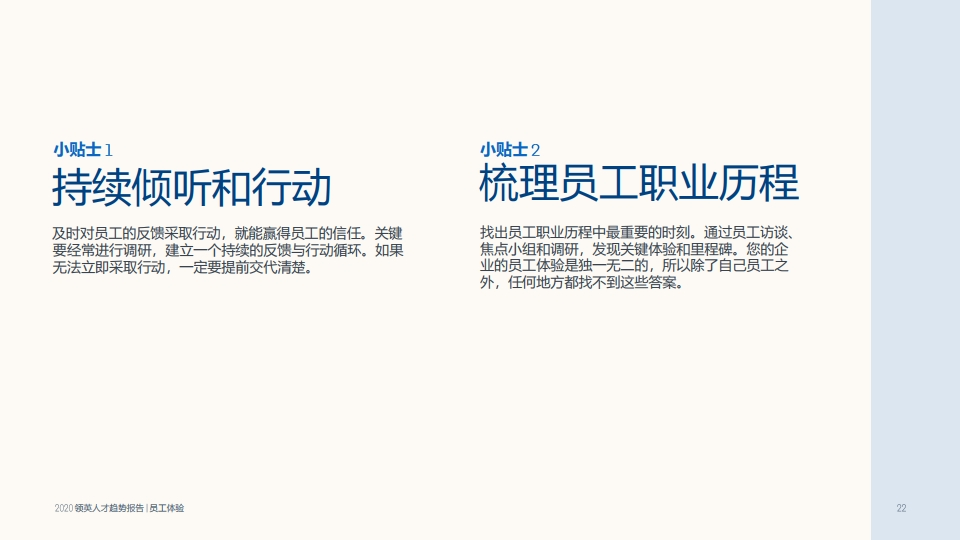 小贴士 1
持续倾听和行动
及时对员工的反馈采取行动，就能赢得员工的信任。关键
要经常进行调研，建立一个持续的反馈与行动循环。如果
无法立即采取行动，一定要提前交代清楚。
小贴士 2
梳理员工职业历程
找出员工职业历程中最重要的时刻。通过员工访谈、
焦点小组和调研，发现关键体验和里程碑。您的企
业的员工体验是独一无二的，所以除了自己员工之
外，任何地方都找不到这些答案。
2020 领英人才趋势报告 | 员工体验
22